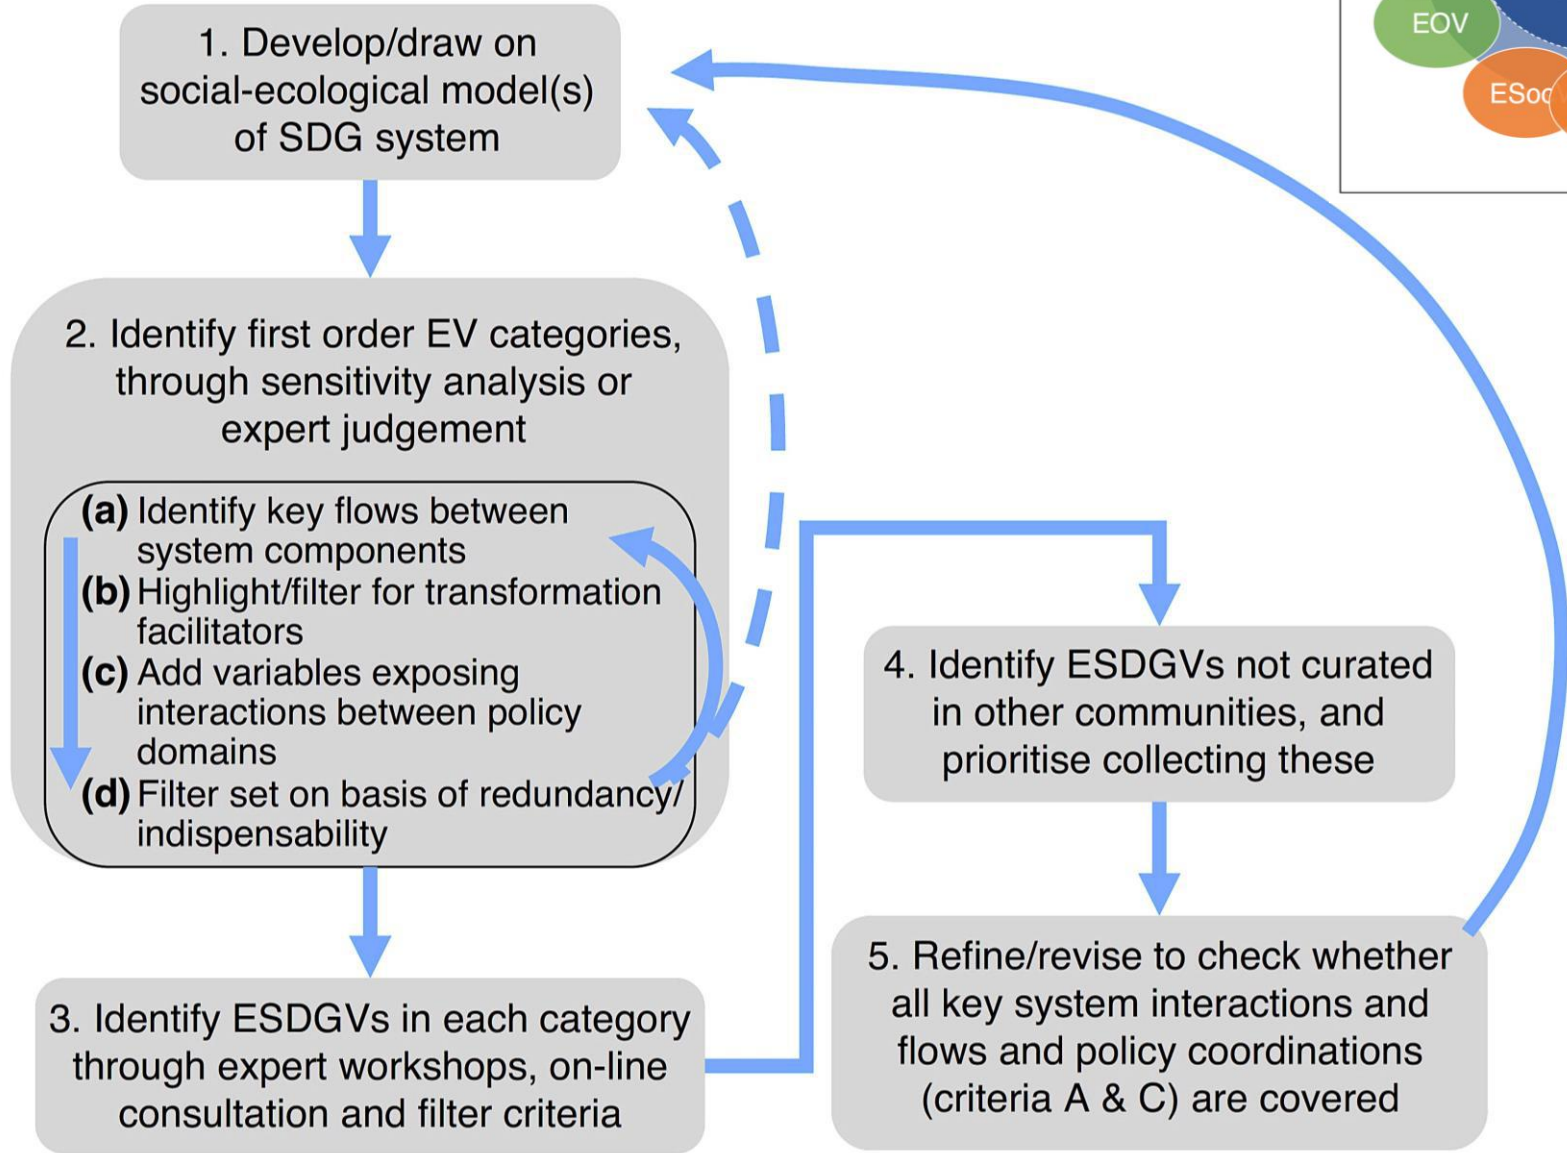 1. Develop/draw on
social-ecological model(s)
of SDG system
EOV
ESoc
2. Identify first order EV categories,
through sensitivity analysis or
expert judgement
(a) Identify key flows between
system components
(b) Highlight/filter for transformation
facilitators
(c) Add variables exposing
interactions between policy
domains
(d) Filter set on basis of redundancy/
indispensability
3. Identify ESDGVs in each category
through expert workshops, on-line
consultation and filter criteria
4. Identify ESDGVs not curated
in other communities, and
prioritise collecting these
5. Refine/revise to check whether
all key system interactions and
flows and policy coordinations
(criteria A & C) are covered